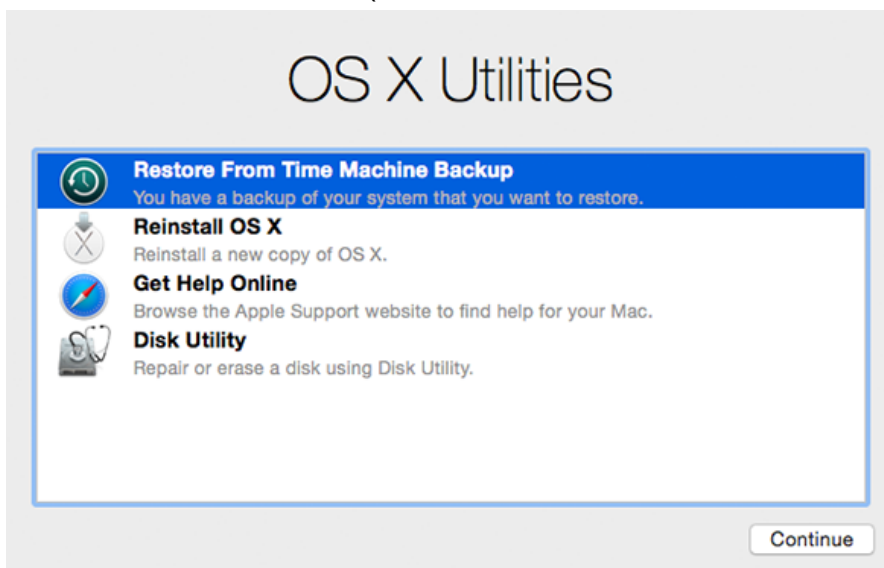 OS X Utilities
Restore From Time Machine Backup
You have a backup of your system that you want to restore.
Reinstall OS X
Reinstall a new copy of OS X.
Get Help Online
Browse the Apple Support website to find help for your Mac.
Disk Utility
Repair or erase a disk using Disk Utility.
Continue